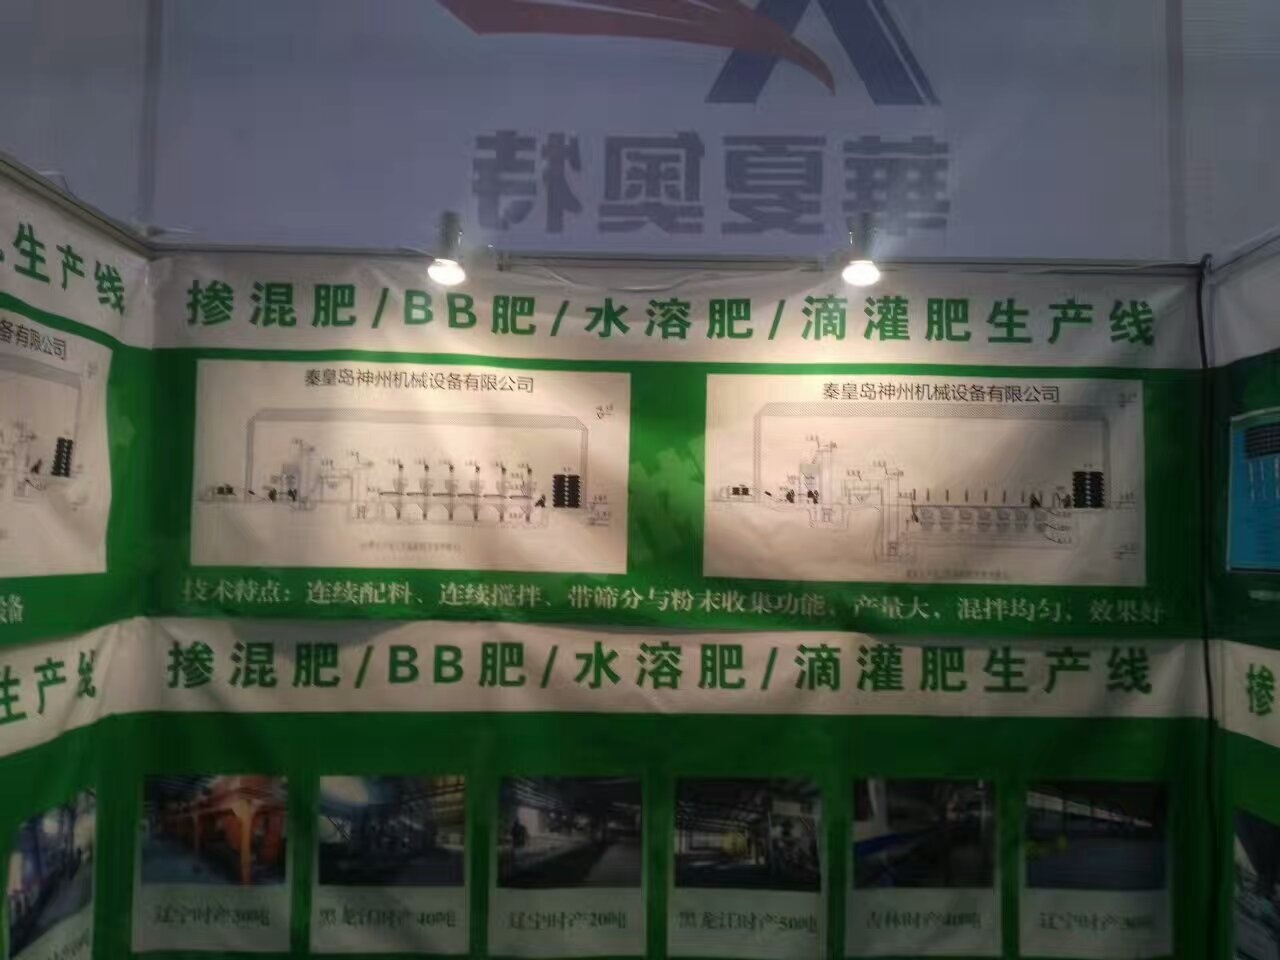 華夏奥特
生产线
掺混肥/BB肥/水溶肥/滴灌肥生产线
备有限公司
秦皇岛神州机械设备有限公司
秦皇岛神州机械设备有限公司
技术特点：连续配料、连续搅拌、带筛分与粉末收集功能、产量大，混拌均匀，效果好
设备
生产线
掺混肥/BB肥/水溶肥/滴灌肥生产线
掺
辽宁时产30吨
黑龙江时产40吨
辽宁时产20吨
黑龙江时产50吨
吉林时产40吨
辽宁时产30吨